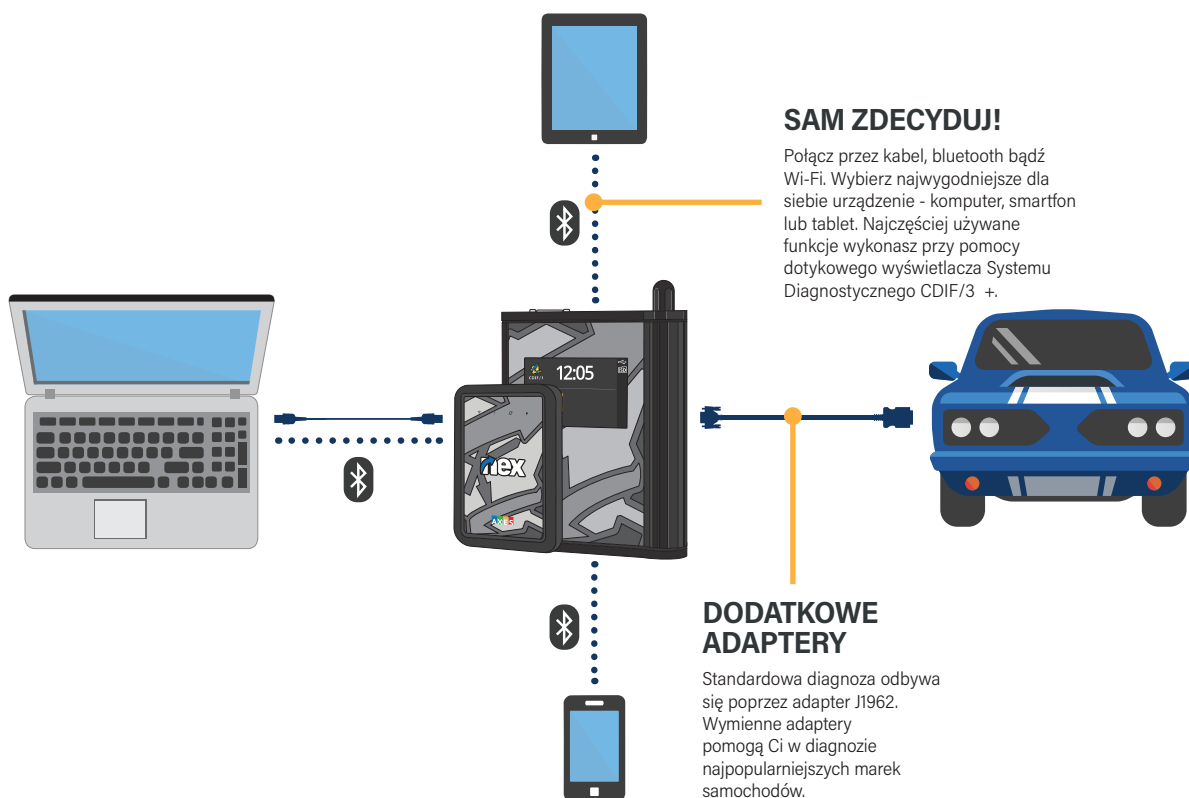 SAM ZDECYDUJ!
Połącz przez kabel, bluetooth bądź
Wi-Fi. Wybierz najwygodniejsze dla
siebie urządzenie - komputer, smartfon
lub tablet. Najczęściej używane
funkcje wykonasz przy pomocy
dotykowego wyświetlacza Systemu
Diagnostycznego CDIF/3 +.
CDIF/3
12:05
nex
AXES
DODATKOWE
ADAPTERY
Standardowa diagnoza odbywa
się poprzez adapter J1962.
Wymienne adaptery
pomogą Ci w diagnozie
najpopularniejszych marek
samochodów.